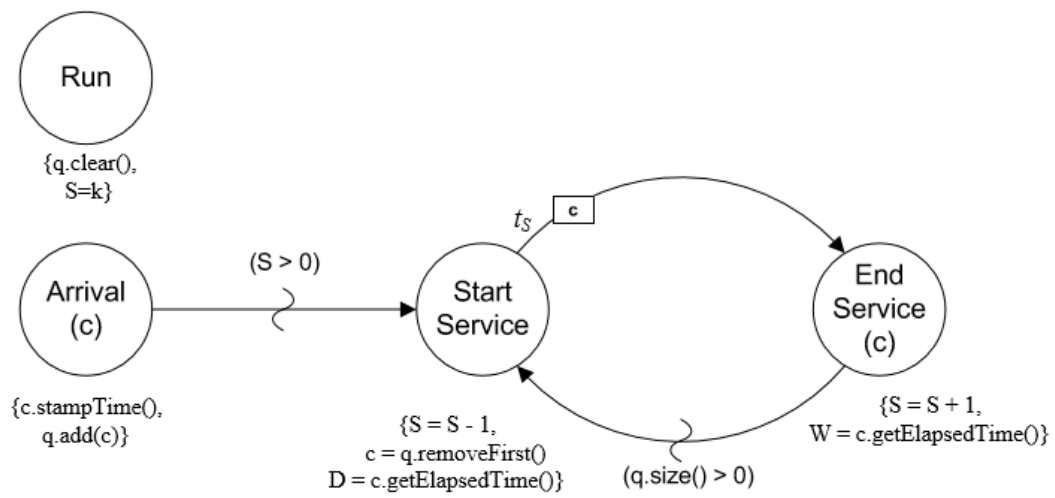 Run
{q.clear(),
S=k}
Arrival
(c)
{c.stampTime(),
q.add(c)}
(S > 0)
Start
Service
{S = S - 1,
c = q.removeFirst()
D = c.getElapsedTime()}
t_S
c
End
Service
(c)
{S = S + 1,
W = c.getElapsedTime()}
(q.size() > 0)